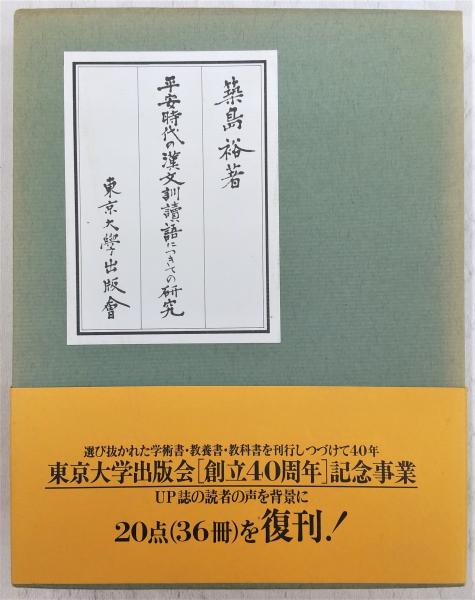 築島裕著
平安時代の漢文訓讀語につきての研究
東京大學出版會
選び抜かれた学術書・教養書・教科書を刊行しつづけて40年
東京大学出版会[創立40周年]記念事業
UP誌の読者の声を背景に
20点(36冊)を復刊!